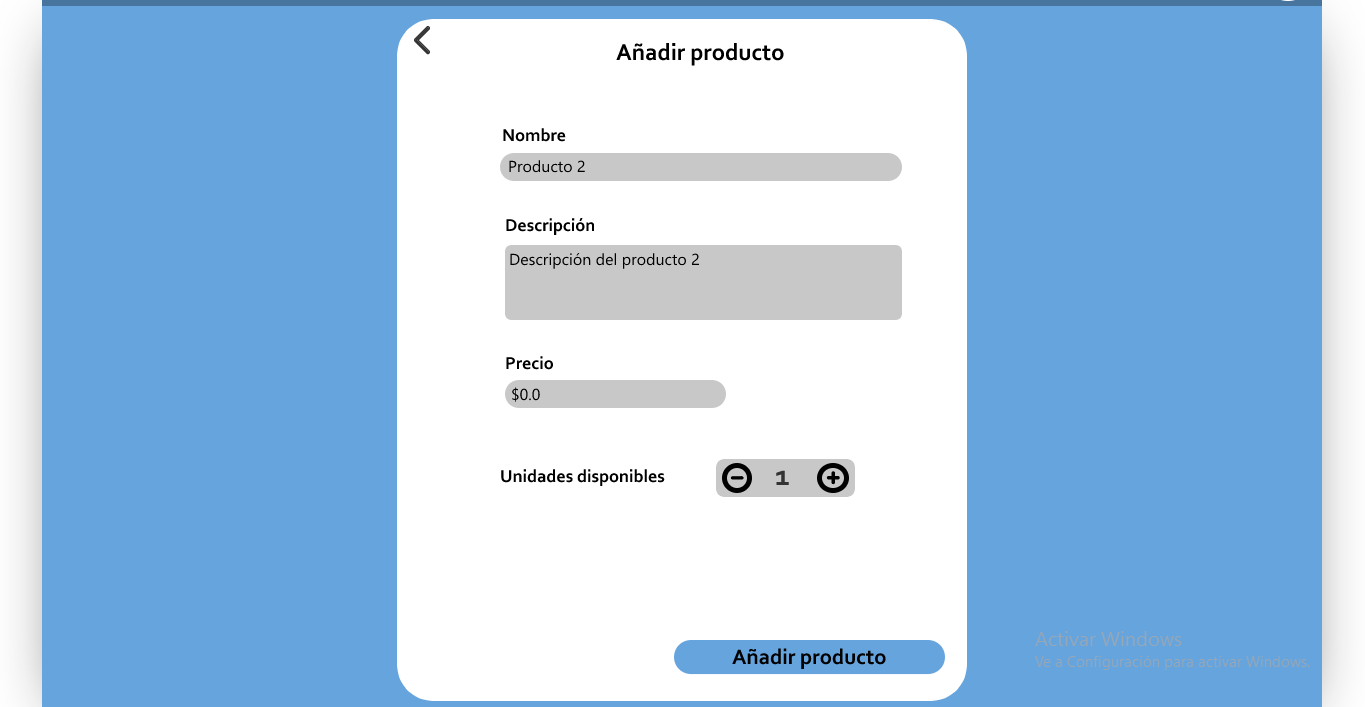 Añadir producto
Nombre
Producto 2
Descripción
Descripción del producto 2
Precio
$0.0
Unidades disponibles 1
Añadir producto
Activar Windows
Ve a Configuración para activar Windows.